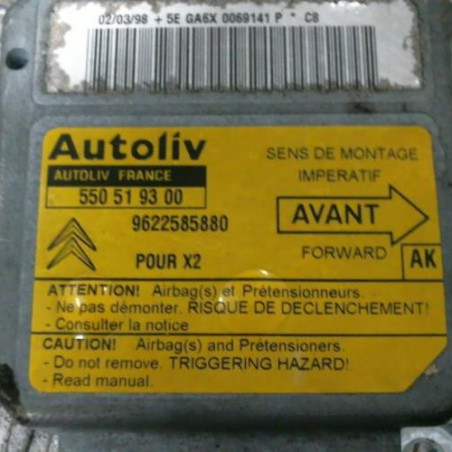 02/03/98 + 5E GA6X 0069141 P * C8
Autoliv
AUTOLIV FRANCE
550 51 93 00
9622585880
POUR X2
SENS DE MONTAGE
IMPERATIF
AVANT
FORWARD
AK
ATTENTION! Airbag(s) et Prétensionneurs.
- Ne pas démonter. RISQUE DE DECLENCHEMENT!
- Consulter la notice
CAUTION! Airbag(s) and Pretensioners.
- Do not remove. TRIGGERING HAZARD!
- Read manual.